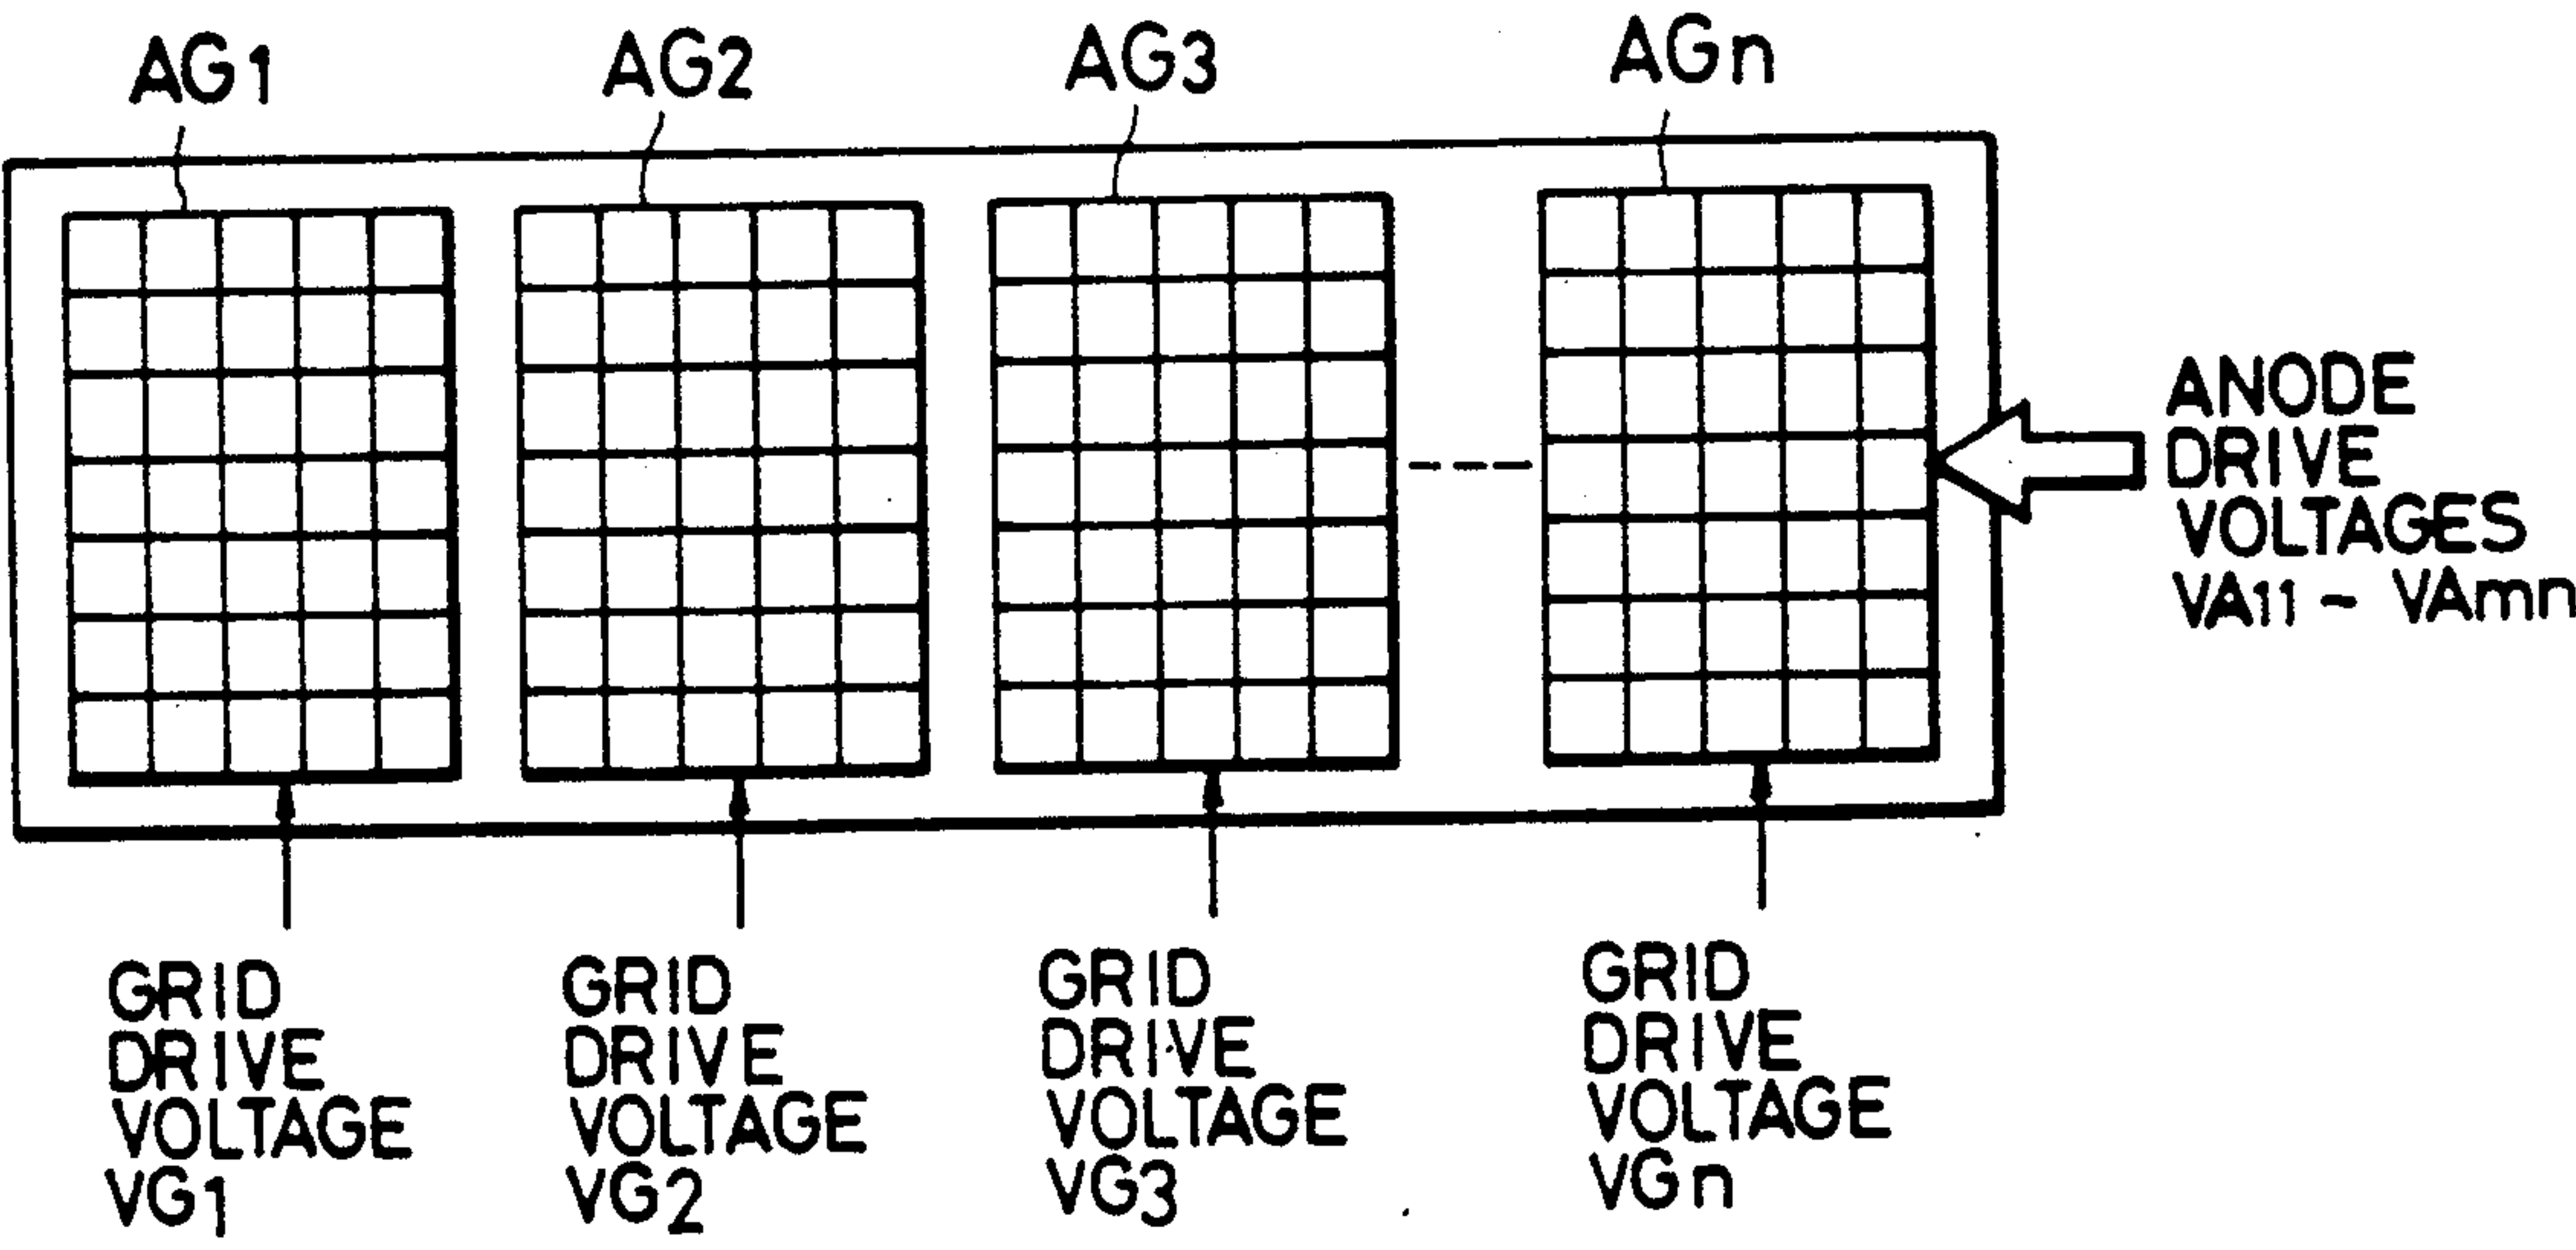 AG1
AG2
AG3
AGn
ANODE
DRIVE
VOLTAGES
VA11 - VAmn
GRID
DRIVE
VOLTAGE
VG1
GRID
DRIVE
VOLTAGE
VG2
GRID
DRIVE
VOLTAGE
VG3
GRID
DRIVE
VOLTAGE
VGn